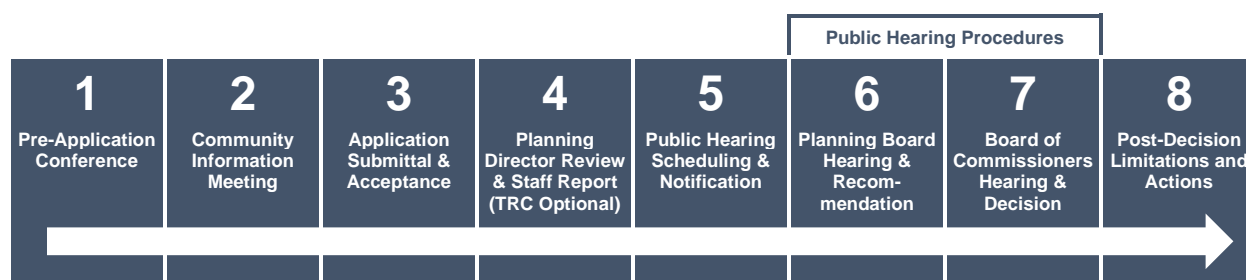 Public Hearing Procedures
1
Pre-Application
Conference
2
Community
Information
Meeting
3
Application
Submittal &
Acceptance
4
Planning
Director Review
& Staff Report
(TRC Optional)
5
Public Hearing
Scheduling &
Notification
6
Planning Board
Hearing &
Recom-
mendation
7
Board of
Commissioners
Hearing &
Decision
8
Post-Decision
Limitations and
Actions